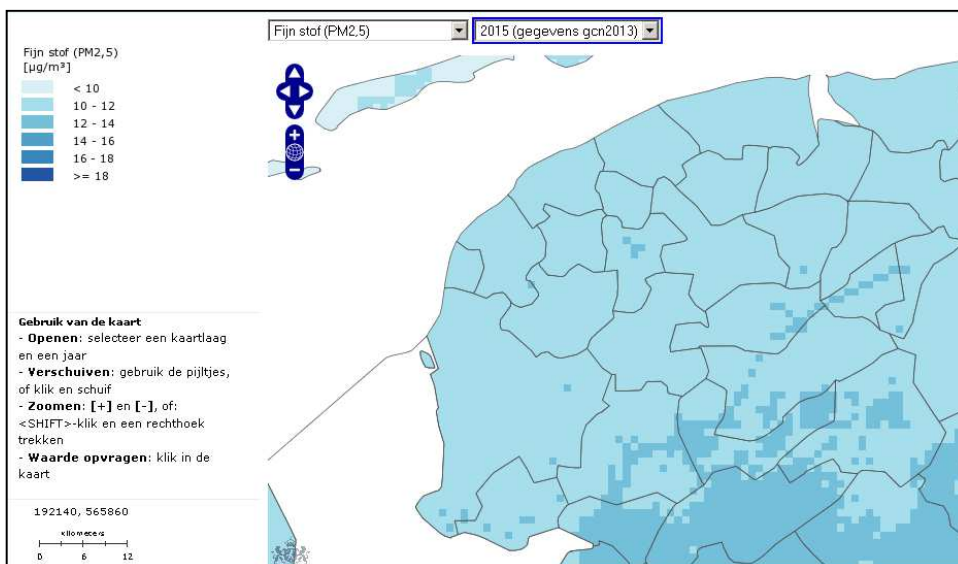 Fijn stof (PM2,5)
2015 (gegevens gcn2013)
Fijn stof (PM2,5)
[µg/m³]
< 10
10 - 12
12 - 14
14 - 16
16 - 18
>= 18
Gebruik van de kaart
- Openen: selecteer een kaartlaag
en een jaar
- Verschuiven: gebruik de pijltjes,
of klik en schuif
- Zoomen: [+] en [-], of:
<SHIFT>-klik en een rechthoek
trekken
- Waarde opvragen: klik in de
kaart
192140, 565860
kilometers
0 6 12